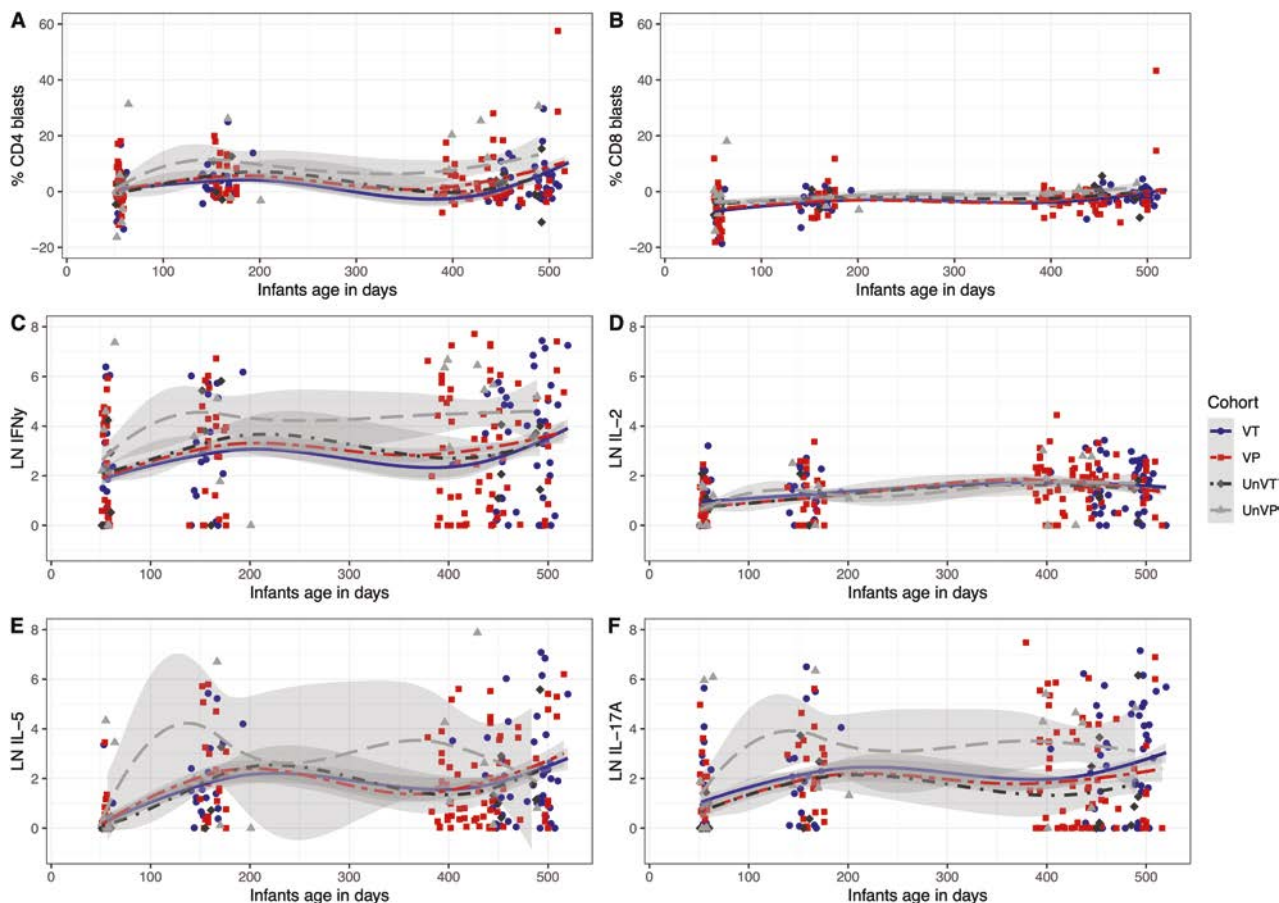 A
% CD4 blasts
60
40
20
0
−20
0 100 200 300 400 500
Infants age in days
B
% CD8 blasts
60
40
20
0
−20
0 100 200 300 400 500
Infants age in days
C
LN IFNy
8
6
4
2
0
0 100 200 300 400 500
Infants age in days
D
LN IL−2
8
6
4
2
0
0 100 200 300 400 500
Infants age in days
E
LN IL−5
8
6
4
2
0
0 100 200 300 400 500
Infants age in days
F
LN IL−17A
8
6
4
2
0
0 100 200 300 400 500
Infants age in days
Cohort
VT
VP
UnVT
UnVP